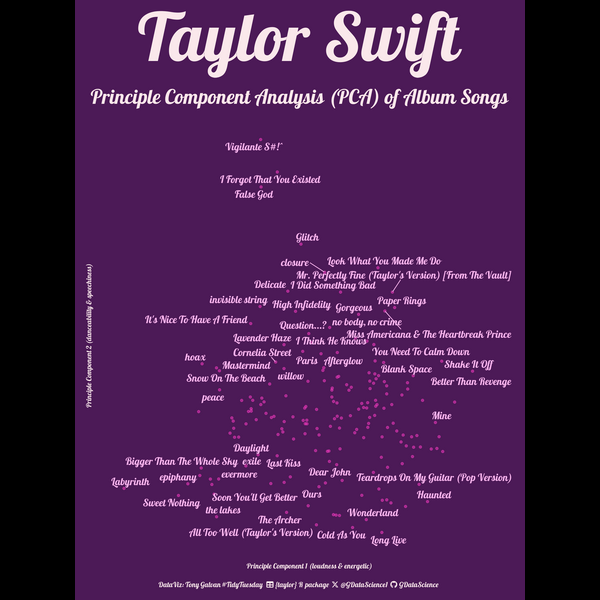 Taylor Swift
Principle Component Analysis (PCA) of Album Songs
Vigilante S#!`
I Forgot That You Existed
False God
Glitch
closure
Look What You Made Me Do
Mr. Perfectly Fine (Taylor's Version) [From The Vault]
Delicate
I Did Something Bad
invisible string
High Infidelity
Gorgeous
Paper Rings
It's Nice To Have A Friend
Question...?
no body, no crime
Miss Americana & The Heartbreak Prince
Lavender Haze
I Think He Knows
Cornelia Street
You Need To Calm Down
hoax
Mastermind
Paris
Afterglow
Blank Space
Shake It Off
Snow On The Beach
willow
Better Than Revenge
peace
Mine
Daylight
Bigger Than The Whole Sky
exile
Last Kiss
Labyrinth
epiphany
evermore
Dear John
Teardrops On My Guitar (Pop Version)
Sweet Nothing
Soon You'll Get Better
Ours
Haunted
the lakes
The Archer
Wonderland
All Too Well (Taylor's Version)
Cold As You
Long Live
Principle Component 2 (danceability & speechiness)
Principle Component 1 (loudness & energetic)
DataViz: Tony Galvan #TidyTuesday {taylor} R package X @GDataScience1 GDataScience